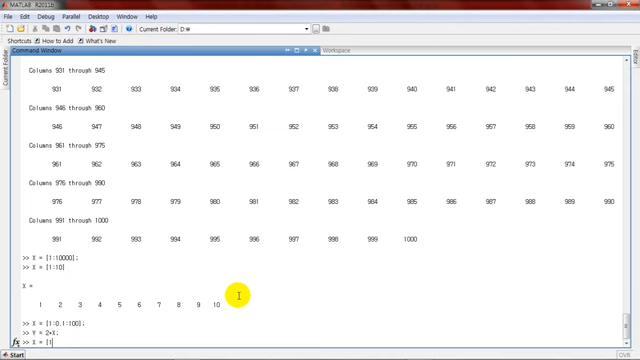 MATLAB R2011b
File Edit Debug Parallel Desktop Window Help
Current Folder: D:₩
Shortcuts How to Add What's New
Command Window Workspace
Current Folder
Editor
Columns 931 through 945
931 932 933 934 935 936 937 938 939 940 941 942 943 944 945
Columns 946 through 960
946 947 948 949 950 951 952 953 954 955 956 957 958 959 960
Columns 961 through 975
961 962 963 964 965 966 967 968 969 970 971 972 973 974 975
Columns 976 through 990
976 977 978 979 980 981 982 983 984 985 986 987 988 989 990
Columns 991 through 1000
991 992 993 994 995 996 997 998 999 1000
>> X = [1:10000];
>> X = [1:10]
X =
1 2 3 4 5 6 7 8 9 10
>> X = [1:0.1:100];
>> Y = 2*X;
fx >> X = [1
Start OVR